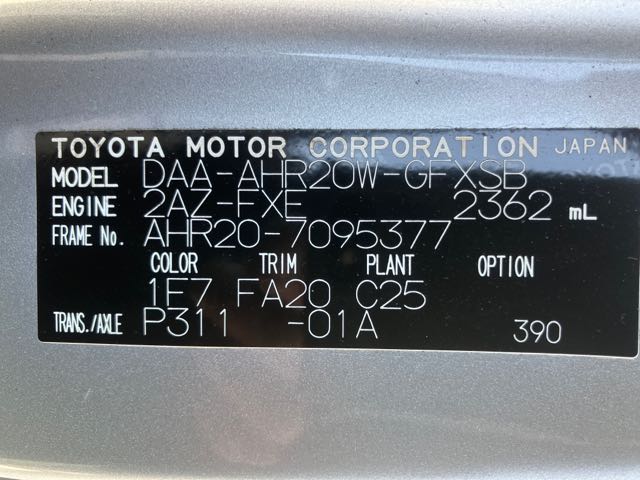 TOYOTA MOTOR CORPORATION JAPAN
MODEL DAA-AHR20W-GFXSB
ENGINE 2AZ-FXE 2362 mL
FRAME No. AHR20-7095377
COLOR TRIM PLANT OPTION
1F7 FA20 C25
TRANS./AXLE P311 -01A 390